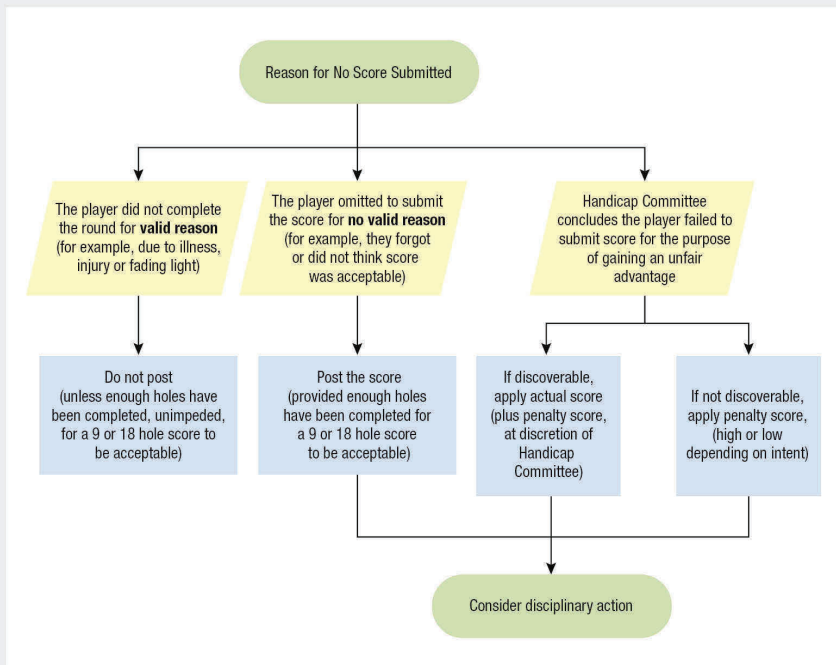 Reason for No Score Submitted
The player did not complete
the round for valid reason
(for example, due to illness,
injury or fading light)
The player omitted to submit
the score for no valid reason
(for example, they forgot
or did not think score
was acceptable)
Handicap Committee
concludes the player failed to
submit score for the purpose
of gaining an unfair
advantage
Do not post
(unless enough holes have
been completed, unimpeded,
for a 9 or 18 hole score to
be acceptable)
Post the score
(provided enough holes
have been completed for
a 9 or 18 hole score
to be acceptable)
If discoverable,
apply actual score
(plus penalty score,
at discretion of
Handicap
Committee)
If not discoverable,
apply penalty score,
(high or low
depending on intent)
Consider disciplinary action